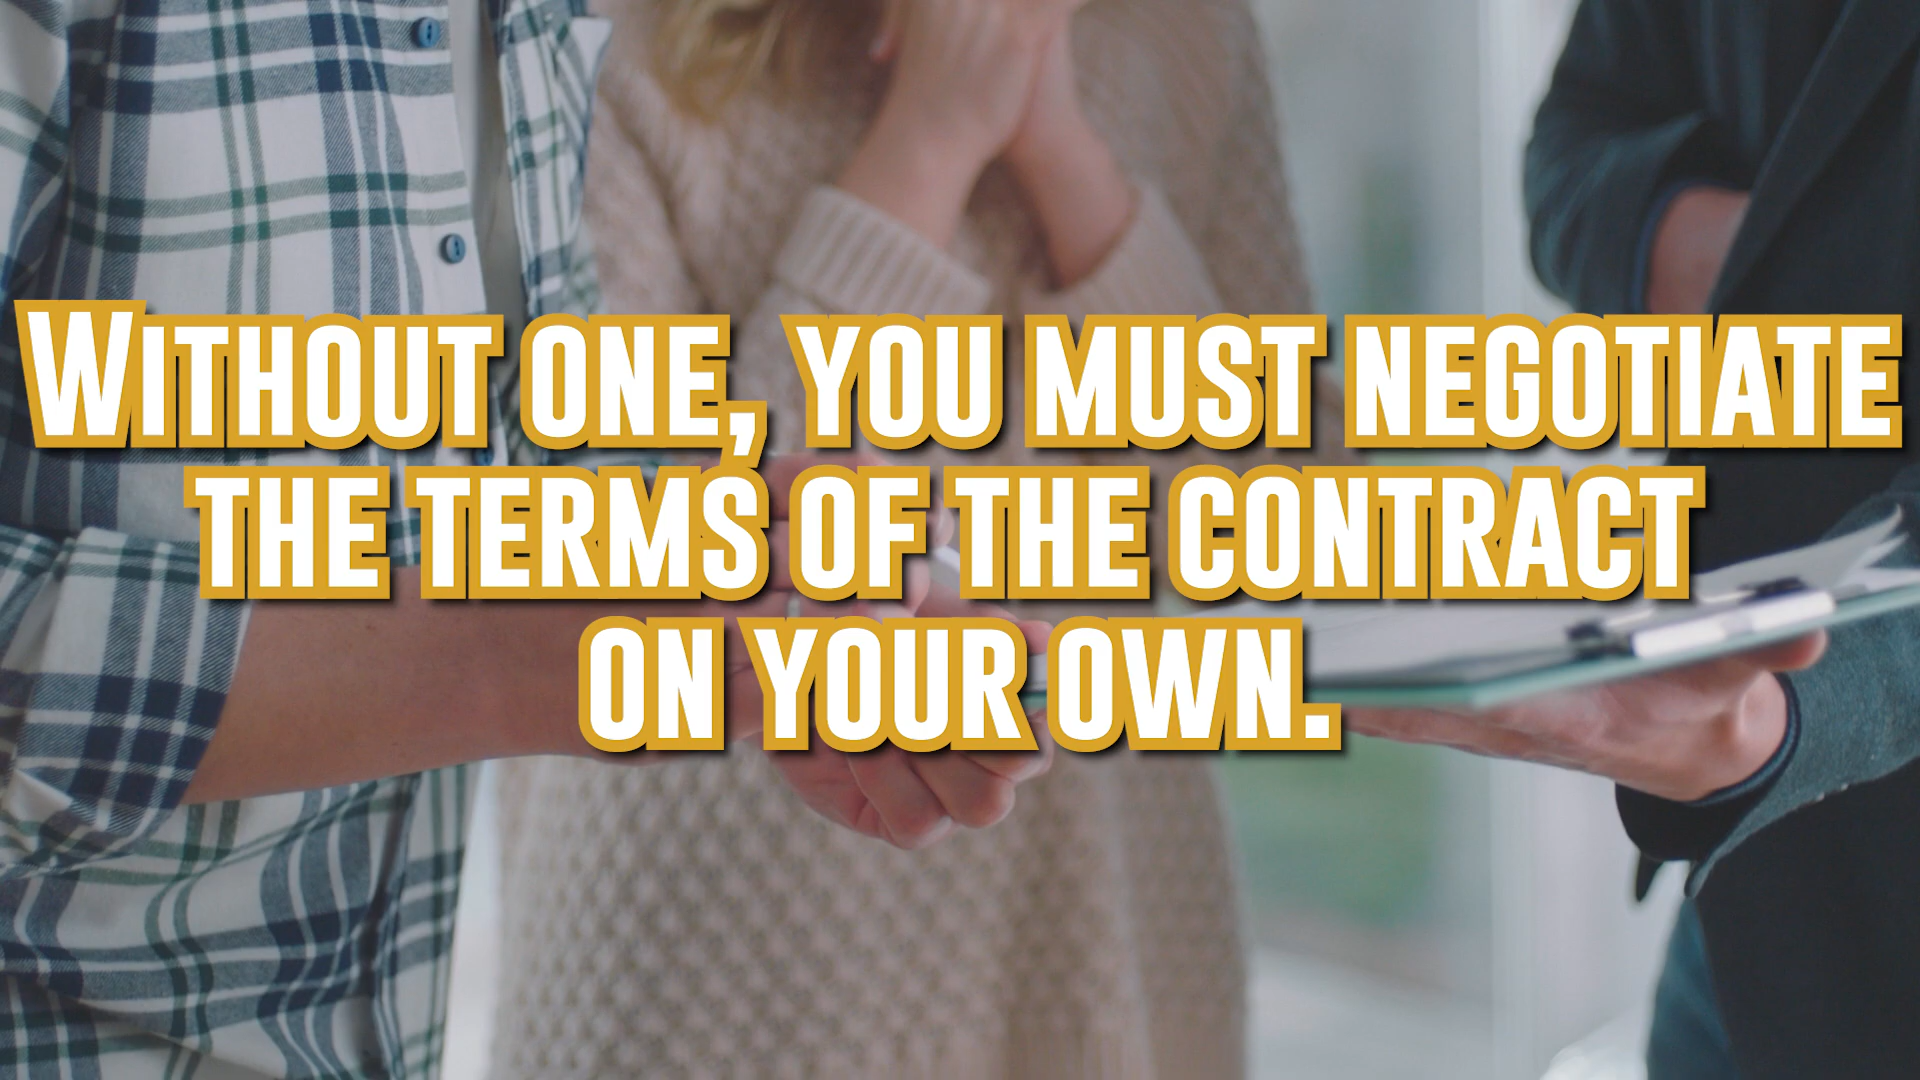 Without one, you must negotiate
the terms of the contract
on your own.